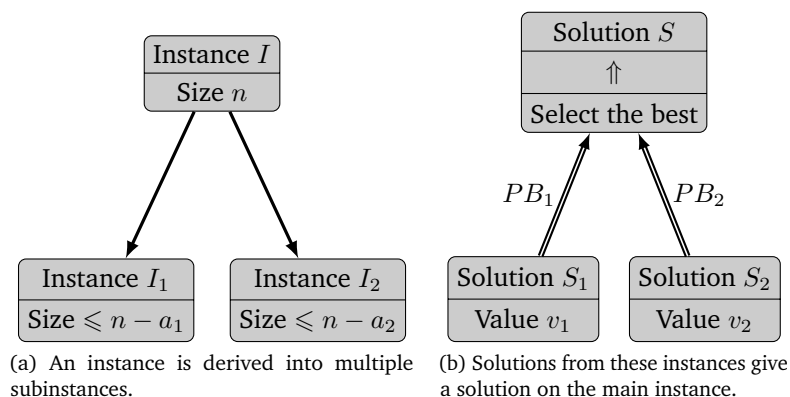 Instance I
Size n
Instance I₁
Size ⩽ n − a₁
Instance I₂
Size ⩽ n − a₂
(a) An instance is derived into multiple
subinstances.
Solution S
⇑
Select the best
PB₁
PB₂
Solution S₁
Value v₁
Solution S₂
Value v₂
(b) Solutions from these instances give
a solution on the main instance.